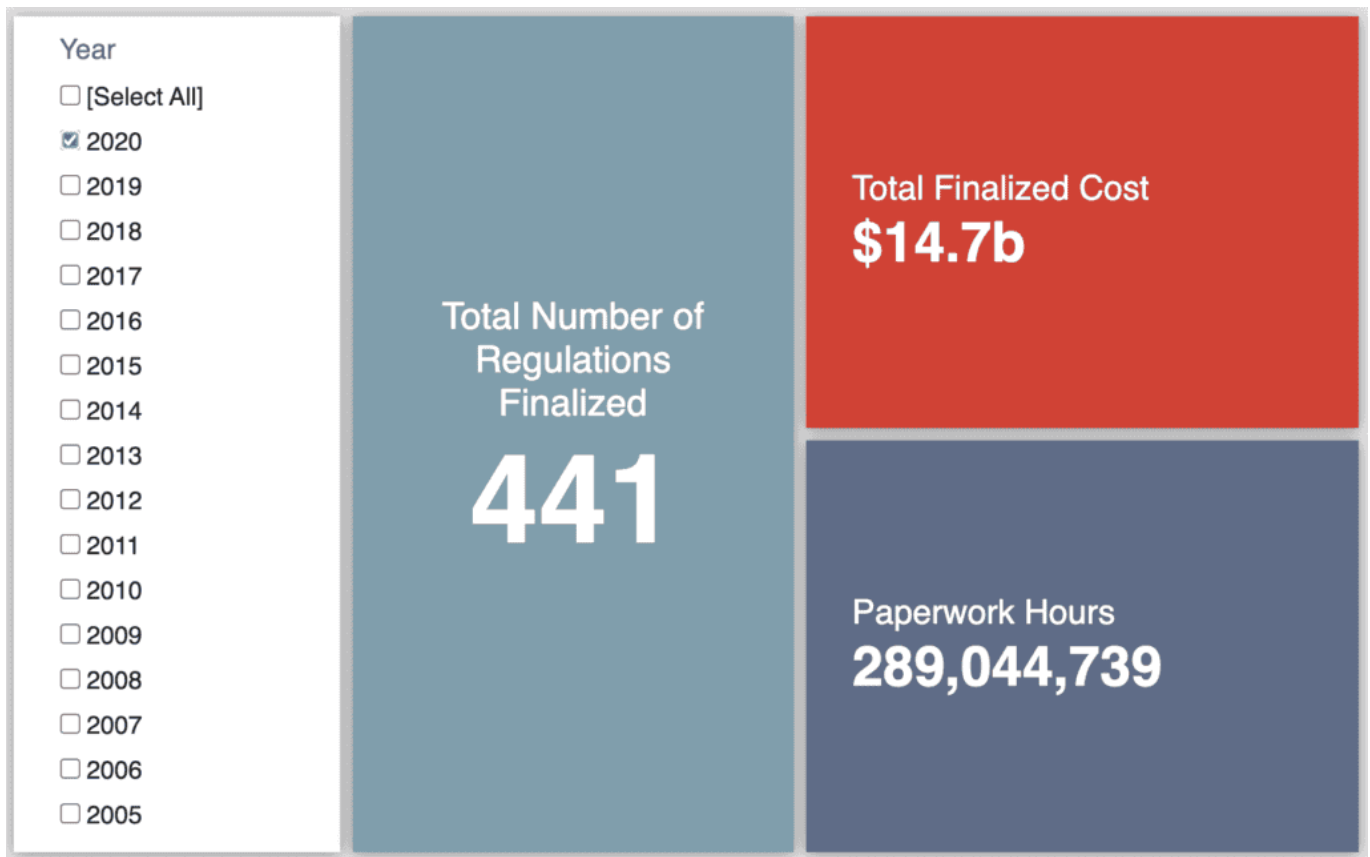 Year
[Select All]
2020
2019
2018
2017
2016
2015
2014
2013
2012
2011
2010
2009
2008
2007
2006
2005
Total Number of
Regulations
Finalized
441
Total Finalized Cost
$14.7b
Paperwork Hours
289,044,739